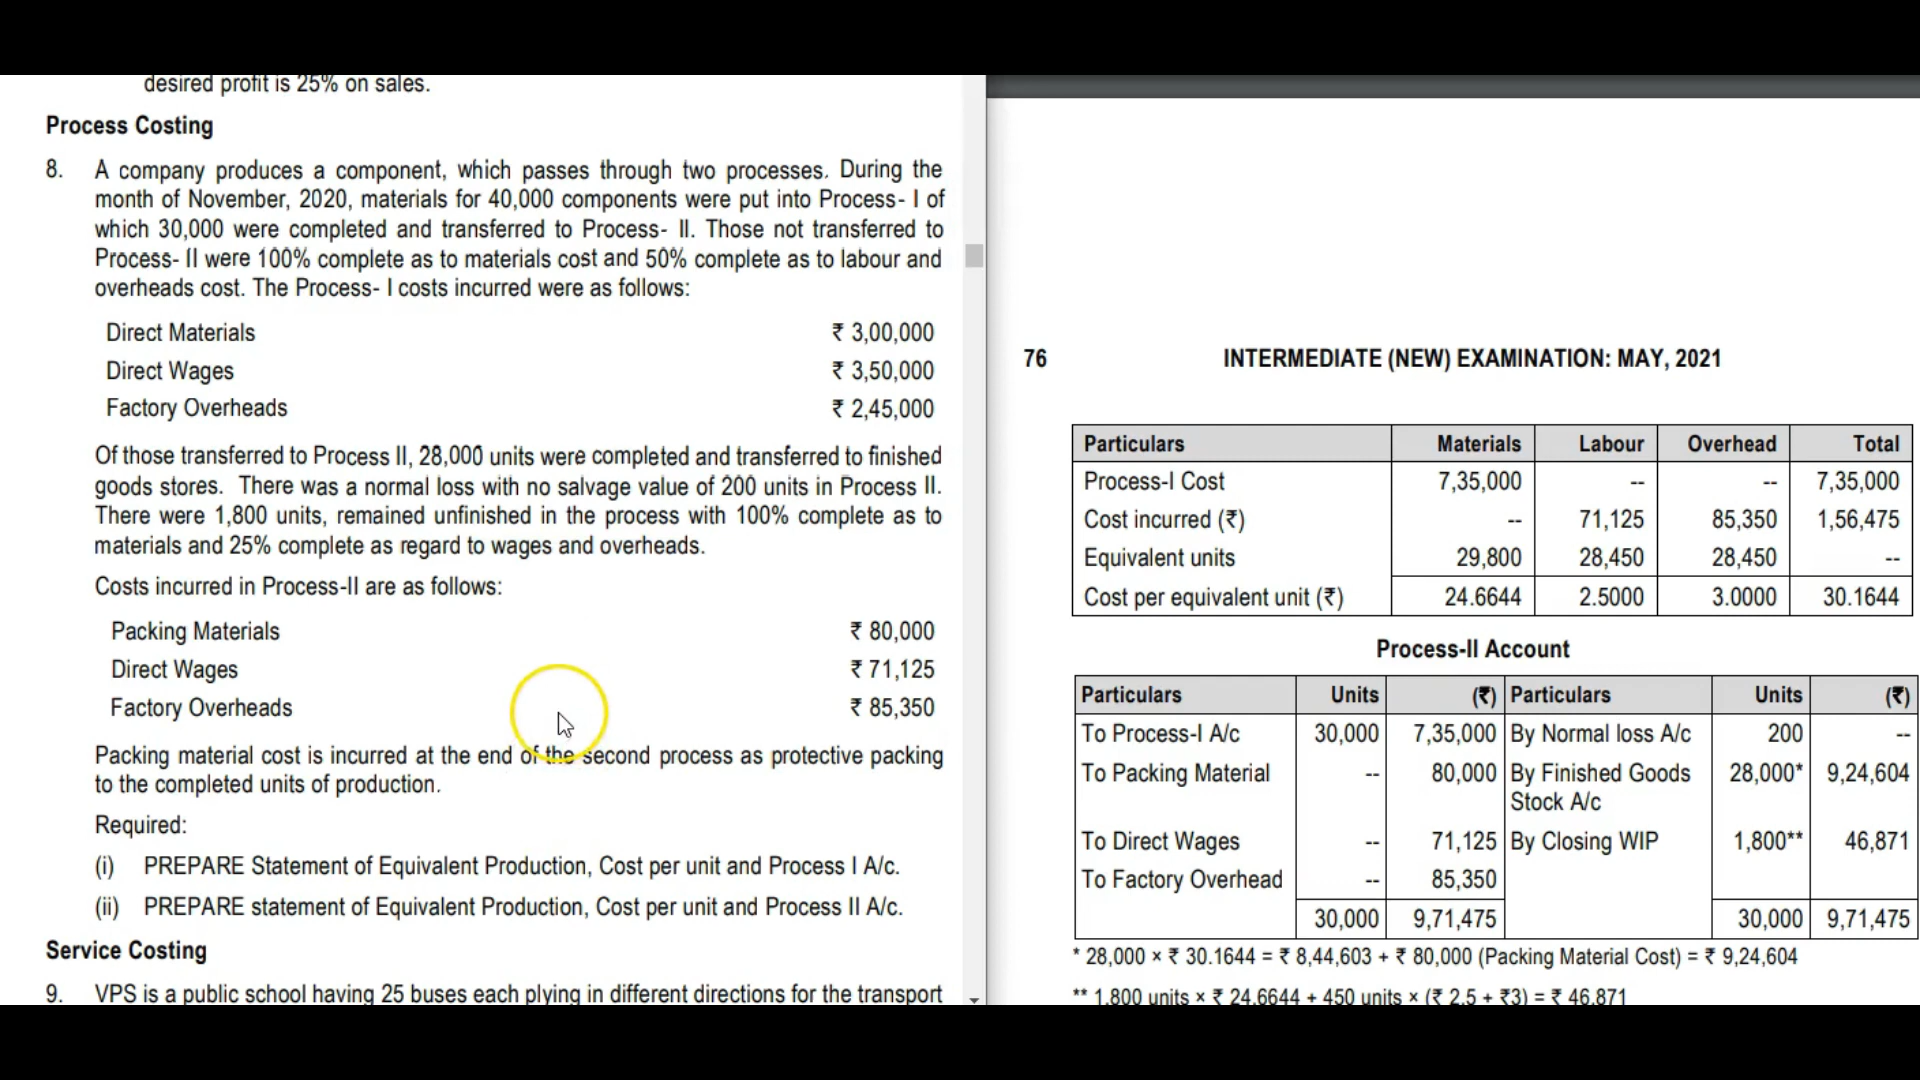 desired profit is 25% on sales.
Process Costing
8. A company produces a component, which passes through two processes. During the
month of November, 2020, materials for 40,000 components were put into Process- I of
which 30,000 were completed and transferred to Process- II. Those not transferred to
Process- II were 100% complete as to materials cost and 50% complete as to labour and
overheads cost. The Process- I costs incurred were as follows:
Direct Materials ₹ 3,00,000
Direct Wages ₹ 3,50,000
Factory Overheads ₹ 2,45,000
Of those transferred to Process II, 28,000 units were completed and transferred to finished
goods stores. There was a normal loss with no salvage value of 200 units in Process II.
There were 1,800 units, remained unfinished in the process with 100% complete as to
materials and 25% complete as regard to wages and overheads.
Costs incurred in Process-II are as follows:
Packing Materials ₹ 80,000
Direct Wages ₹ 71,125
Factory Overheads ₹ 85,350
Packing material cost is incurred at the end of the second process as protective packing
to the completed units of production.
Required:
(i) PREPARE Statement of Equivalent Production, Cost per unit and Process I A/c.
(ii) PREPARE statement of Equivalent Production, Cost per unit and Process II A/c.
Service Costing
9. VPS is a public school having 25 buses each plying in different directions for the transport
76 INTERMEDIATE (NEW) EXAMINATION: MAY, 2021
Particulars Materials Labour Overhead Total
Process-I Cost 7,35,000 -- -- 7,35,000
Cost incurred (₹) -- 71,125 85,350 1,56,475
Equivalent units 29,800 28,450 28,450 --
Cost per equivalent unit (₹) 24.6644 2.5000 3.0000 30.1644
Process-II Account
Particulars Units (₹) Particulars Units (₹)
To Process-I A/c 30,000 7,35,000 By Normal loss A/c 200 --
To Packing Material -- 80,000 By Finished Goods 28,000* 9,24,604
Stock A/c
To Direct Wages -- 71,125 By Closing WIP 1,800** 46,871
To Factory Overhead -- 85,350
30,000 9,71,475 30,000 9,71,475
* 28,000 × ₹ 30.1644 = ₹ 8,44,603 + ₹ 80,000 (Packing Material Cost) = ₹ 9,24,604
** 1,800 units × ₹ 24.6644 + 450 units × (₹ 2.5 + ₹3) = ₹ 46,871